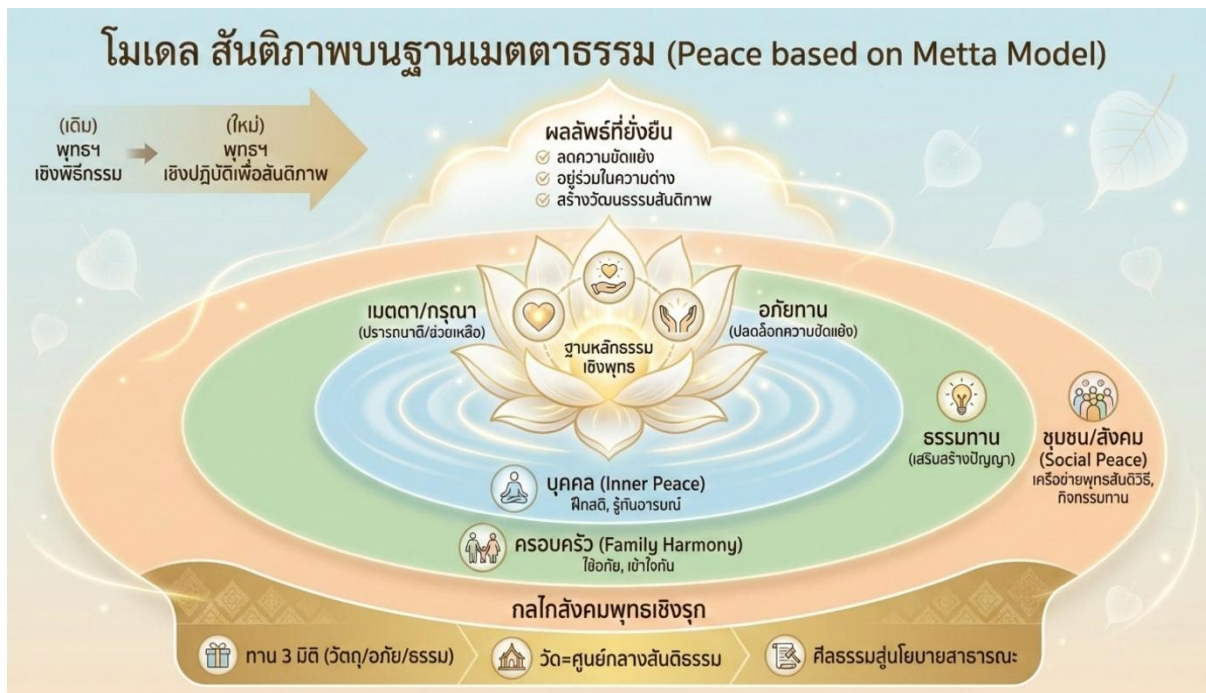 โมเดล สันติภาพบนฐานเมตตาธรรม (Peace based on Metta Model)
(เดิม)
พุทธฯ
เชิงพิธีกรรม
(ใหม่)
พุทธฯ
เชิงปฏิบัติเพื่อสันติภาพ
ผลลัพธ์ที่ยั่งยืน
ลดความขัดแย้ง
อยู่ร่วมในความต่าง
สร้างวัฒนธรรมสันติภาพ
เมตตา/กรุณา
(ปรารถนาดี/ช่วยเหลือ)
อภัยทาน
(ปลดล็อกความขัดแย้ง)
ฐานหลักธรรม
เชิงพุทธ
ธรรมทาน
(เสริมสร้างปัญญา)
ชุมชน/สังคม
(Social Peace)
เครือข่ายพุทธสันติวิธี,
กิจกรรมทาน
บุคคล (Inner Peace)
ฝึกสติ, รู้ทันอารมณ์
ครอบครัว (Family Harmony)
ให้อภัย, เข้าใจกัน
กลไกสังคมพุทธเชิงรุก
ทาน 3 มิติ (วัตถุ/อภัย/ธรรม)
วัด=ศูนย์กลางสันติธรรม
ศีลธรรมสู่นโยบายสาธารณะ